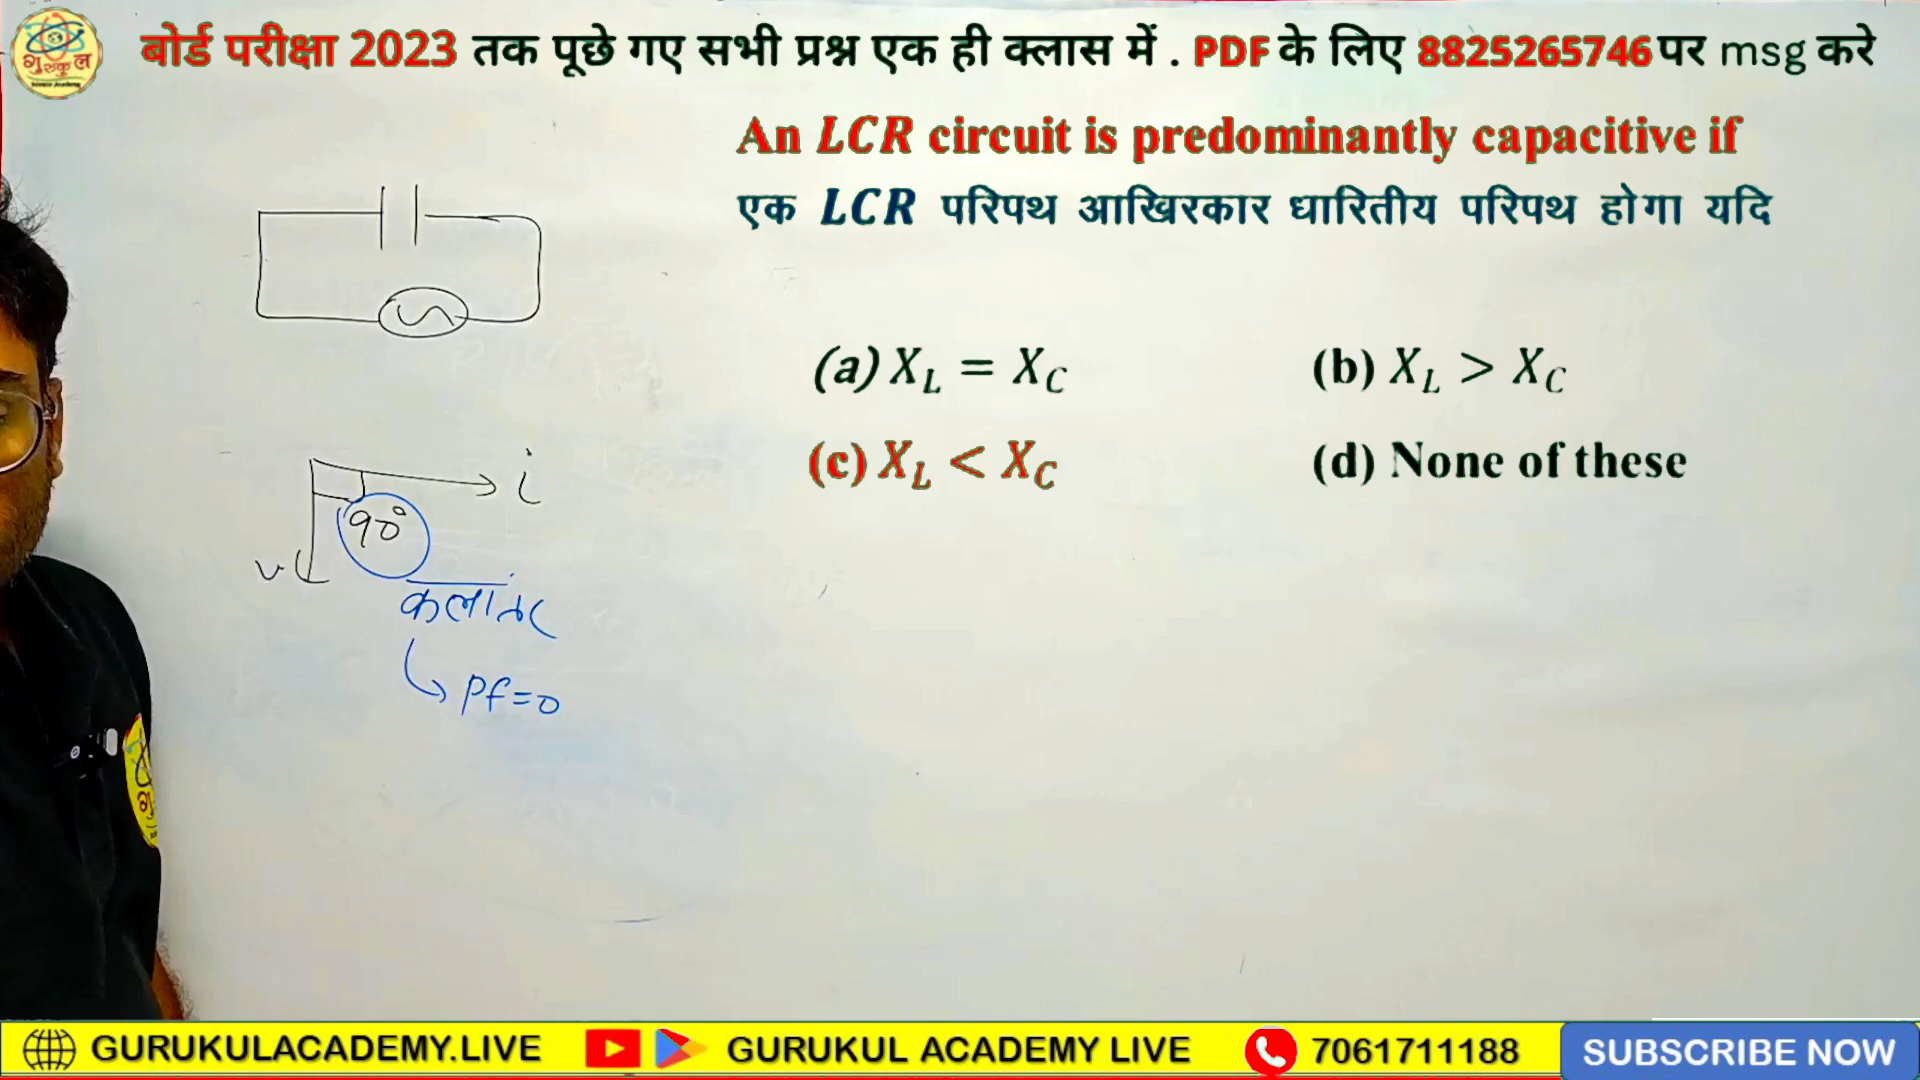 बोर्ड परीक्षा 2023 तक पूछे गए सभी प्रश्न एक ही क्लास में . PDF के लिए 8825265746 पर msg करे
गुरुकुल
Science Academy
An LCR circuit is predominantly capacitive if
एक LCR परिपथ आखिरकार धारितीय परिपथ होगा यदि
(a) X_L = X_C
(b) X_L > X_C
(c) X_L < X_C
(d) None of these
i
90°
v
कलांतर
Pf=0
गु
GURUKULACADEMY.LIVE
GURUKUL ACADEMY LIVE
7061711188
SUBSCRIBE NOW